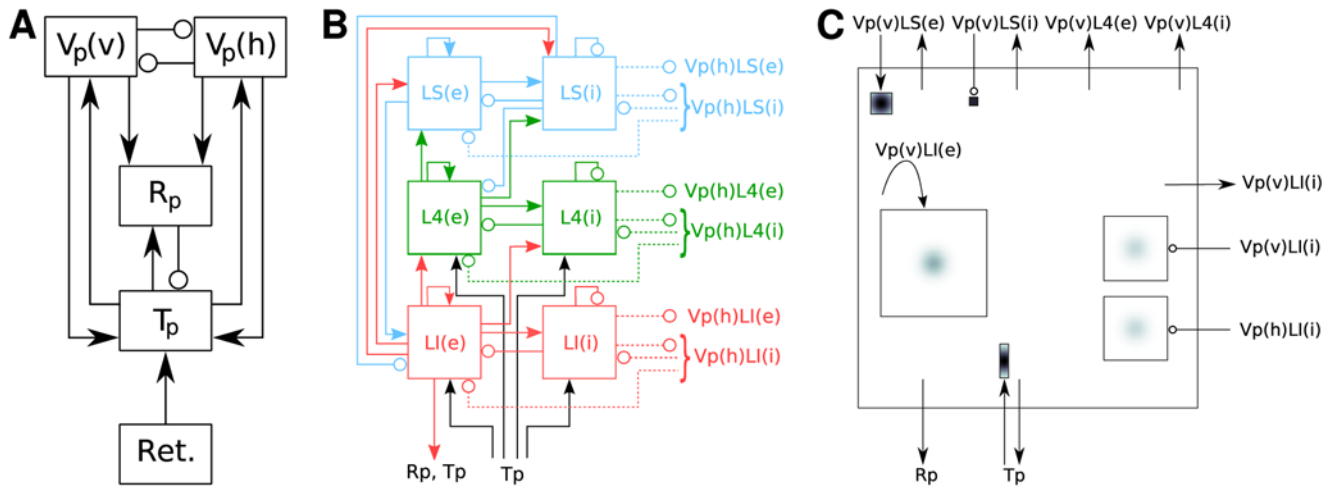 A
Vp(v)
Vp(h)
Rp
Tp
Ret.
B
LS(e)
LS(i)
Vp(h)LS(e)
Vp(h)LS(i)
L4(e)
L4(i)
Vp(h)L4(e)
Vp(h)L4(i)
LI(e)
LI(i)
Vp(h)LI(e)
Vp(h)LI(i)
Rp, Tp
Tp
C
Vp(v)LS(e) Vp(v)LS(i) Vp(v)L4(e) Vp(v)L4(i)
Vp(v)LI(e)
Vp(v)LI(i)
Vp(v)LI(i)
Vp(h)LI(i)
Rp
Tp